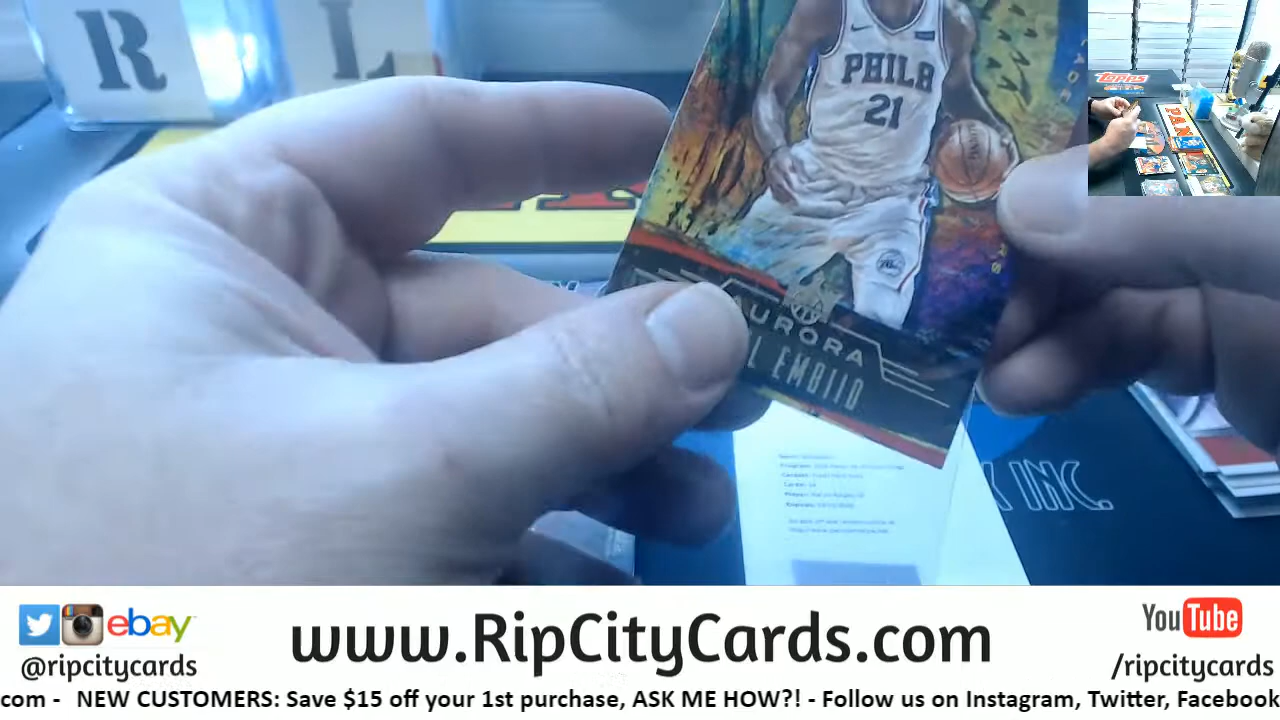 R L
PHILA
21
AURORA
L EMBIID
TOPPS
PAN
INC.
ebay
@ripcitycards
www.RipCityCards.com
YouTube
/ripcitycards
com - NEW CUSTOMERS: Save $15 off your 1st purchase, ASK ME HOW?! - Follow us on Instagram, Twitter, Facebook